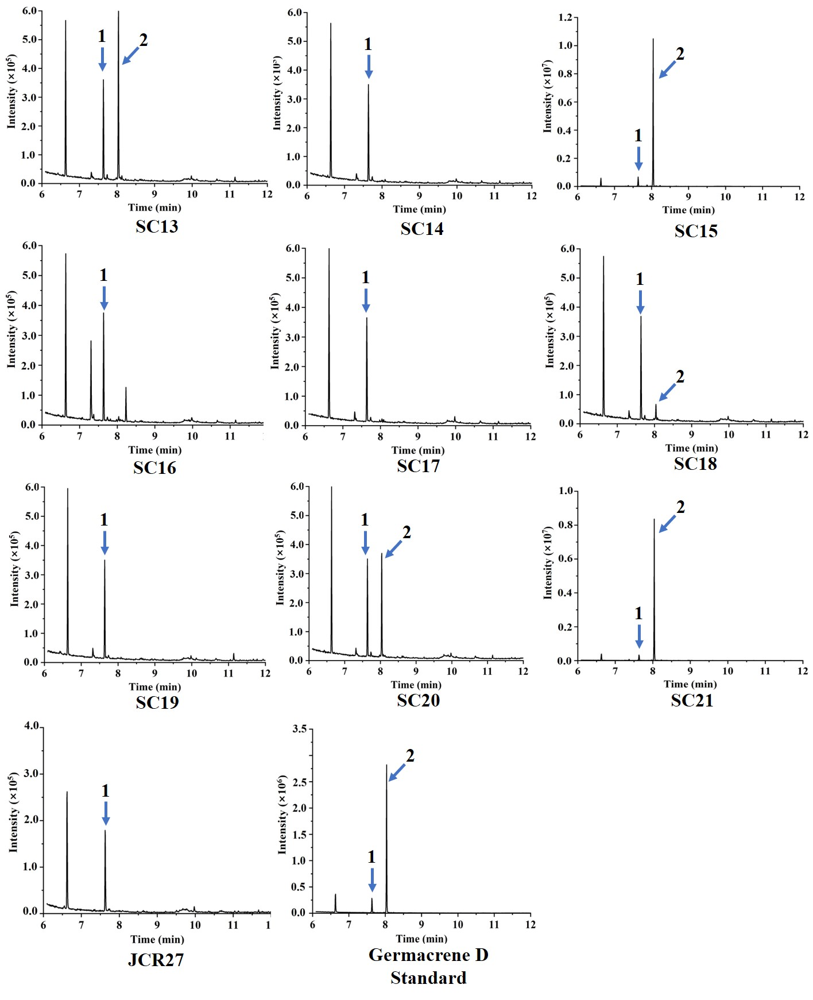 6.0
5.0
4.0
3.0
2.0
1.0
0.0
Intensity (×10⁵)
1
2
6 7 8 9 10 11 12
Time (min)
SC13
6.0
5.0
4.0
3.0
2.0
1.0
0.0
1
6 7 8 9 10 11 12
Time (min)
SC14
1.2
1.0
0.8
0.6
0.4
0.2
0.0
Intensity (×10⁷)
1
2
6 7 8 9 10 11 12
Time (min)
SC15
6.0
5.0
4.0
3.0
2.0
1.0
0.0
Intensity (×10⁵)
1
6 7 8 9 10 11
Time (min)
SC16
6.0
5.0
4.0
3.0
2.0
1.0
0.0
Intensity (×10⁵)
1
6 7 8 9 10 11 12
Time (min)
SC17
6.0
5.0
4.0
3.0
2.0
1.0
0.0
Intensity (×10⁵)
1
2
6 7 8 9 10 11 12
Time (min)
SC18
6.0
5.0
4.0
3.0
2.0
1.0
0.0
Intensity (×10⁵)
1
6 7 8 9 10 11 12
Time (min)
SC19
6.0
5.0
4.0
3.0
2.0
1.0
0.0
Intensity (×10⁵)
1
2
6 7 8 9 10 11 12
Time (min)
SC20
1.0
0.8
0.6
0.4
0.2
0.0
Intensity (×10⁷)
1
2
6 7 8 9 10 11 12
Time (min)
SC21
4.0
3.0
2.0
1.0
0.0
Intensity (×10⁵)
1
6 7 8 9 10 11 1
Time (min)
JCR27
3.5
2.5
2.0
1.5
1.0
0.5
0.0
Intensity (×10⁶)
1
2
6 7 8 9 10 11 12
Time (min)
Germacrene D
Standard